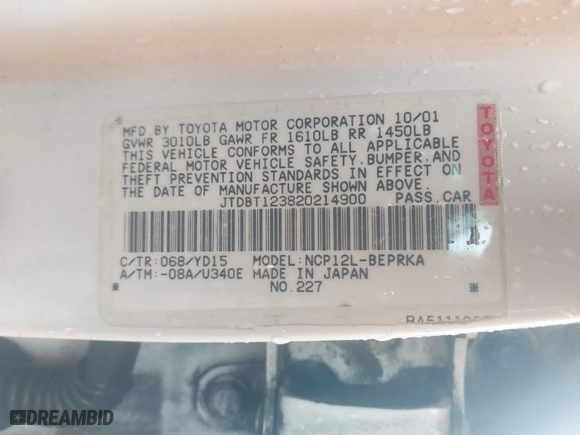 MFD BY: TOYOTA MOTOR CORPORATION 10/01
GVWR 3010LB GAWR FR 1610LB RR 1450LB
THIS VEHICLE CONFORMS TO ALL APPLICABLE
FEDERAL MOTOR VEHICLE SAFETY, BUMPER, AND
THEFT PREVENTION STANDARDS IN EFFECT ON
THE DATE OF MANUFACTURE SHOWN ABOVE.
JTDBT123820214900 PASS. CAR
TOYOTA
C/TR: 068/YD15 MODEL: NCP12L-BEPRKA
A/TM: -08A/U340E MADE IN JAPAN
* NO. 227 *
DREAMBID